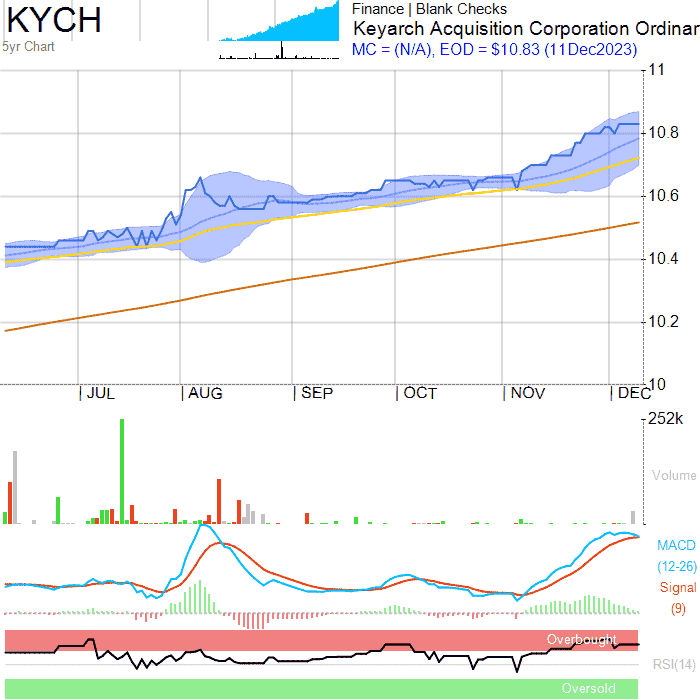 KYCH
5yr Chart
Finance | Blank Checks
Keyarch Acquisition Corporation Ordinar
MC = (N/A), EOD = $10.83 (11Dec2023)
11
10.8
10.6
10.4
10.2
10
JUL
AUG
SEP
OCT
NOV
DEC
252k
Volume
MACD
(12-26)
Signal
(9)
Overbought
RSI(14)
Oversold